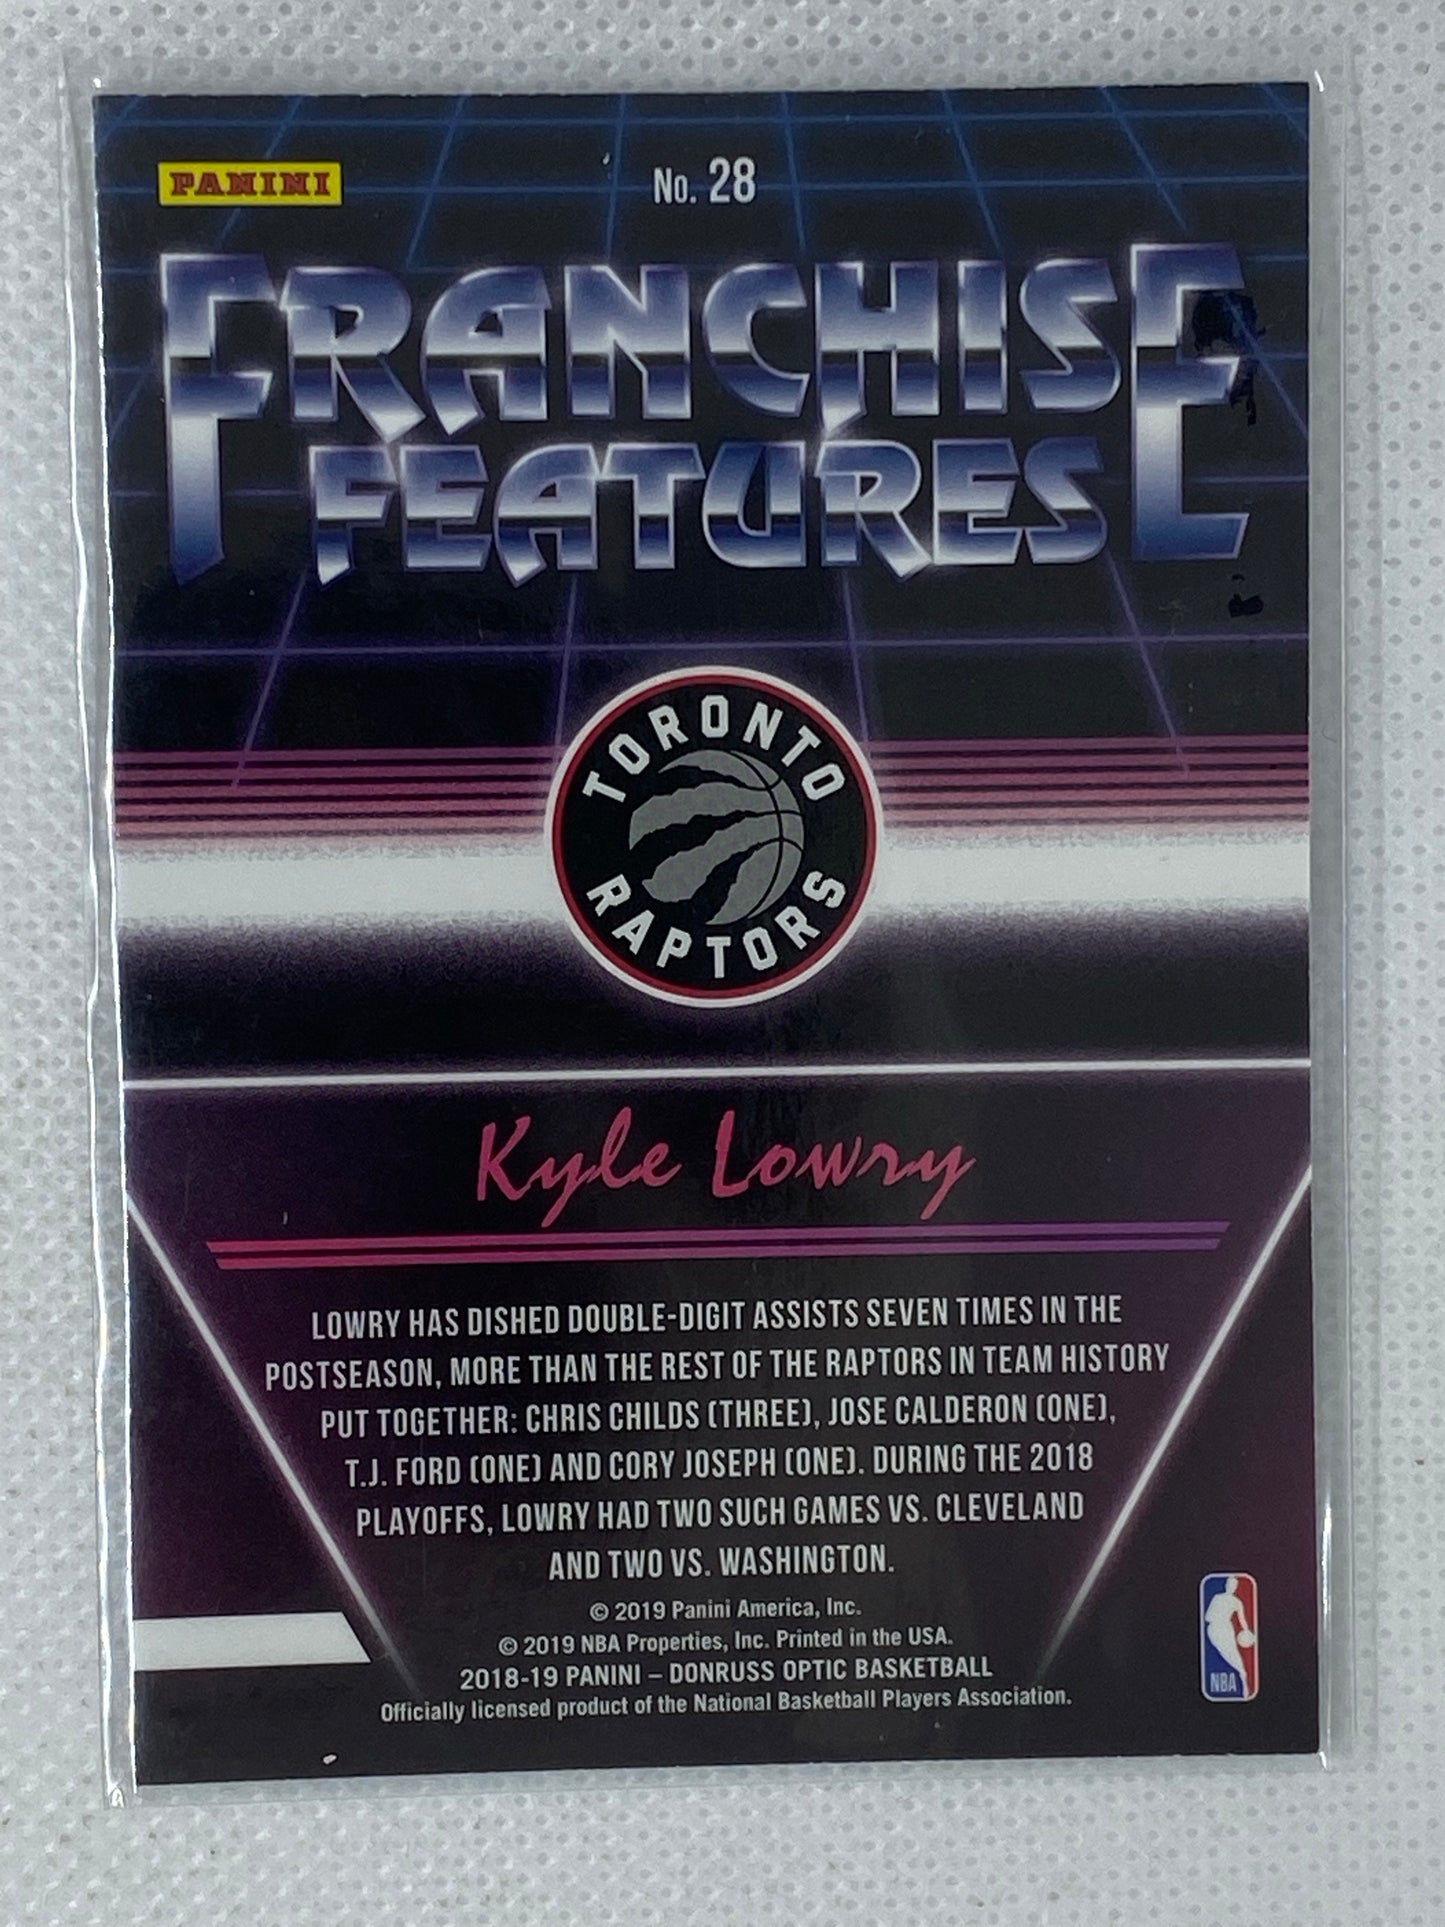 PANINI
No. 28
FRANCHISE
FEATURES
TORONTO
RAPTORS
Kyle Lowry
LOWRY HAS DISHED DOUBLE-DIGIT ASSISTS SEVEN TIMES IN THE
POSTSEASON, MORE THAN THE REST OF THE RAPTORS IN TEAM HISTORY
PUT TOGETHER: CHRIS CHILDS (THREE), JOSE CALDERON (ONE),
T.J. FORD (ONE) AND CORY JOSEPH (ONE). DURING THE 2018
PLAYOFFS, LOWRY HAD TWO SUCH GAMES VS. CLEVELAND
AND TWO VS. WASHINGTON.
© 2019 Panini America, Inc.
© 2019 NBA Properties, Inc. Printed in the USA.
2018-19 PANINI – DONRUSS OPTIC BASKETBALL
Officially licensed product of the National Basketball Players Association.
NBA